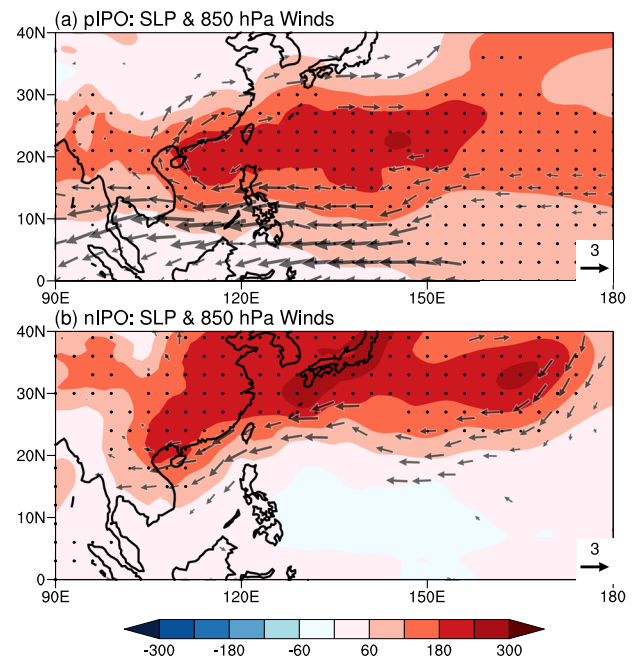 (a) pIPO: SLP & 850 hPa Winds
40N
30N
20N
10N
0
3
90E 120E 150E 180
(b) nIPO: SLP & 850 hPa Winds
40N
30N
20N
10N
0
3
90E 120E 150E 180
-300 -180 -60 60 180 300